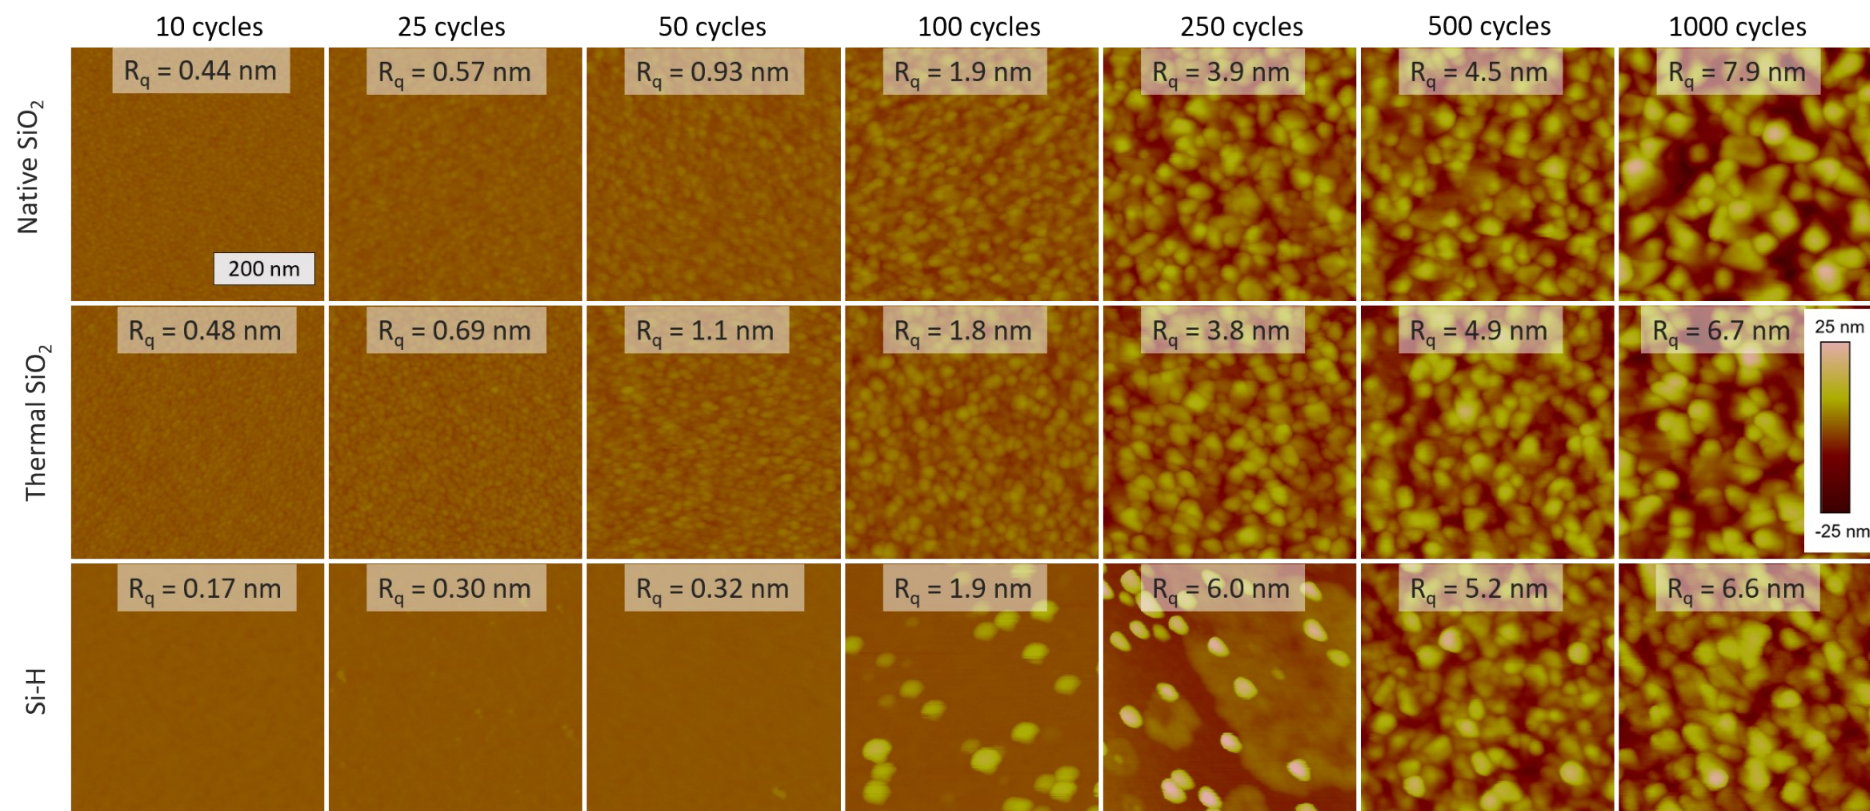 10 cycles 25 cycles 50 cycles 100 cycles 250 cycles 500 cycles 1000 cycles
Native SiO2
Rq = 0.44 nm Rq = 0.57 nm Rq = 0.93 nm Rq = 1.9 nm Rq = 3.9 nm Rq = 4.5 nm Rq = 7.9 nm
200 nm
Thermal SiO2
Rq = 0.48 nm Rq = 0.69 nm Rq = 1.1 nm Rq = 1.8 nm Rq = 3.8 nm Rq = 4.9 nm Rq = 6.7 nm
25 nm
-25 nm
Si-H
Rq = 0.17 nm Rq = 0.30 nm Rq = 0.32 nm Rq = 1.9 nm Rq = 6.0 nm Rq = 5.2 nm Rq = 6.6 nm